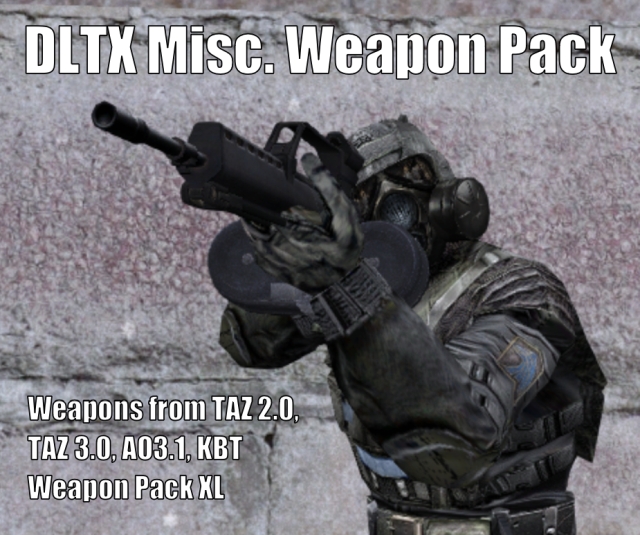 DLTX Misc. Weapon Pack
Weapons from TAZ 2.0,
TAZ 3.0, AO3.1, KBT
Weapon Pack XL